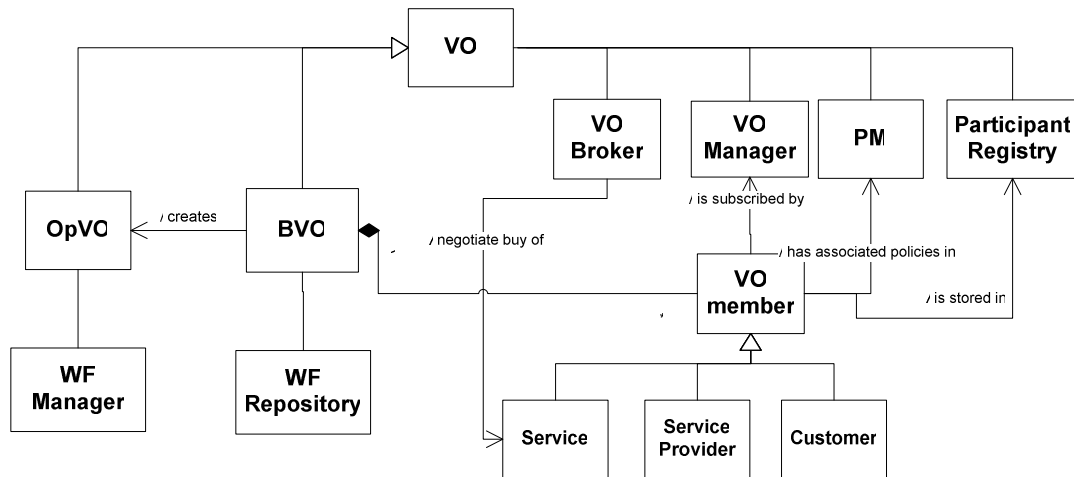 VO
VO
Broker
VO
Manager
PM
Participant
Registry
OpVO
creates
BVO
negotiate buy of
is subscribed by
has associated policies in
VO
member
is stored in
WF
Manager
WF
Repository
Service
Service
Provider
Customer